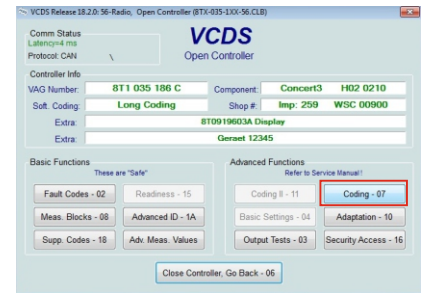 VCDS Release 18.2.0: 56-Radio, Open Controller (8TX-035-1XX-56.CLB)
Comm Status
Latency=4 ms
Protocol: CAN \
VCDS
Open Controller
Controller Info
VAG Number: 8T1 035 186 C Component: Concert3 H02 0210
Soft. Coding: Long Coding Shop #: Imp: 259 WSC 00900
Extra: 8T0919603A Display
Extra: Geraet 12345
Basic Functions
These are "Safe"
Advanced Functions
Refer to Service Manual!!
Fault Codes - 02 Readiness - 15 Coding II - 11 Coding - 07
Meas. Blocks - 08 Advanced ID - 1A Basic Settings - 04 Adaptation - 10
Supp. Codes - 18 Adv. Meas. Values Output Tests - 03 Security Access - 16
Close Controller, Go Back - 06